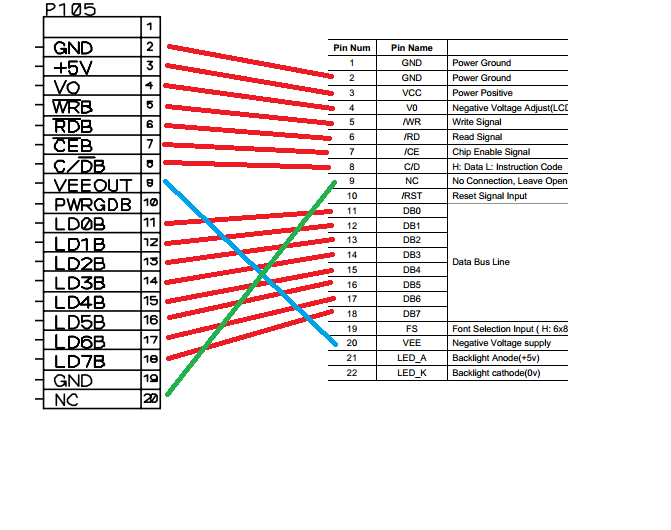 P105
1
GND 2
+5V 3
VO 4
WRB 5
RDB 6
CEB 7
C/DB 8
VEEOUT 9
PWRGDB 10
LD0B 11
LD1B 12
LD2B 13
LD3B 14
LD4B 15
LD5B 16
LD6B 17
LD7B 18
GND 19
NC 20
Pin Num Pin Name
1 GND Power Ground
2 GND Power Ground
3 VCC Power Positive
4 V0 Negative Voltage Adjust(LCD
5 /WR Write Signal
6 /RD Read Signal
7 /CE Chip Enable Signal
8 C/D H: Data L: Instruction Code
9 NC No Connection, Leave Open
10 /RST Reset Signal Input
11 DB0
12 DB1
13 DB2
14 DB3
Data Bus Line
15 DB4
16 DB5
17 DB6
18 DB7
19 FS Font Selection Input ( H: 6x8
20 VEE Negative Voltage supply
21 LED_A Backlight Anode(+5v)
22 LED_K Backlight cathode(0v)